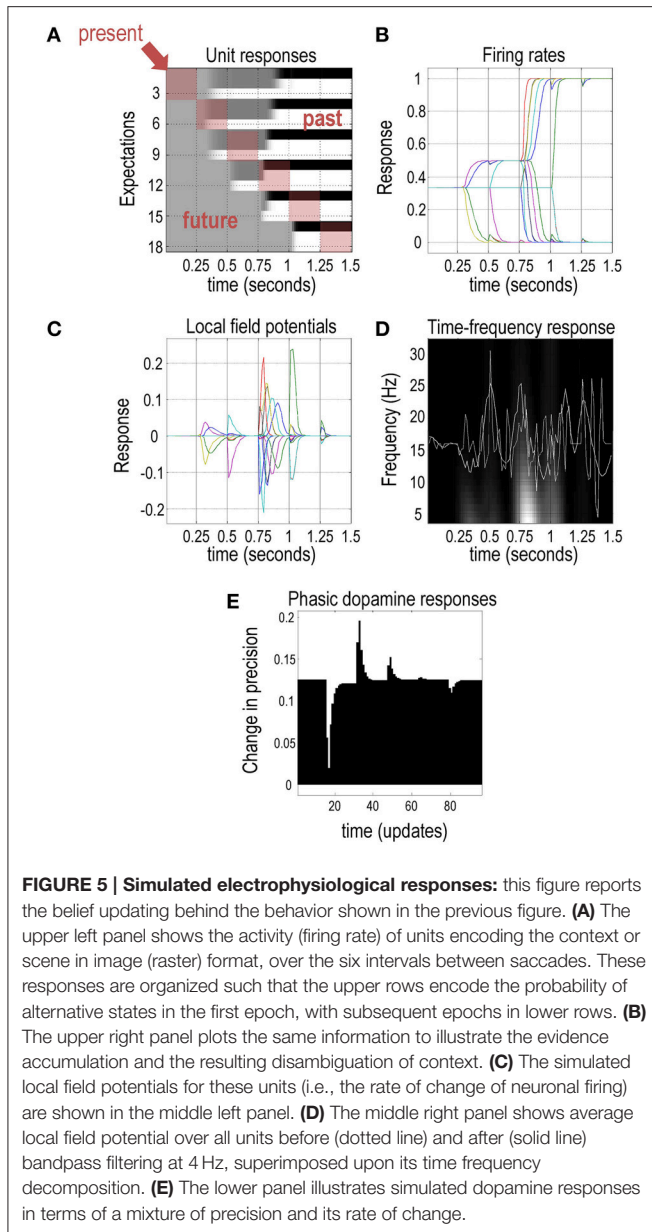 A
present
Unit responses
Expectations
3
6
9
12
15
18
past
future
0.25 0.5 0.75 1 1.25 1.5
time (seconds)
B
Firing rates
Response
1
0.8
0.6
0.4
0.2
0
0.25 0.5 0.75 1 1.25 1.5
time (seconds)
C
Local field potentials
Response
0.2
0.1
0
-0.1
-0.2
0.25 0.5 0.75 1 1.25 1.5
time (seconds)
D
Time-frequency response
Frequency (Hz)
30
25
20
15
10
5
0.25 0.5 0.75 1 1.25 1.5
time (seconds)
E
Phasic dopamine responses
Change in precision
0.2
0.15
0.1
0.05
0
20 40 60 80
time (updates)
FIGURE 5 | Simulated electrophysiological responses: this figure reports
the belief updating behind the behavior shown in the previous figure. (A) The
upper left panel shows the activity (firing rate) of units encoding the context or
scene in image (raster) format, over the six intervals between saccades. These
responses are organized such that the upper rows encode the probability of
alternative states in the first epoch, with subsequent epochs in lower rows. (B)
The upper right panel plots the same information to illustrate the evidence
accumulation and the resulting disambiguation of context. (C) The simulated
local field potentials for these units (i.e., the rate of change of neuronal firing)
are shown in the middle left panel. (D) The middle right panel shows average
local field potential over all units before (dotted line) and after (solid line)
bandpass filtering at 4 Hz, superimposed upon its time frequency
decomposition. (E) The lower panel illustrates simulated dopamine responses
in terms of a mixture of precision and its rate of change.